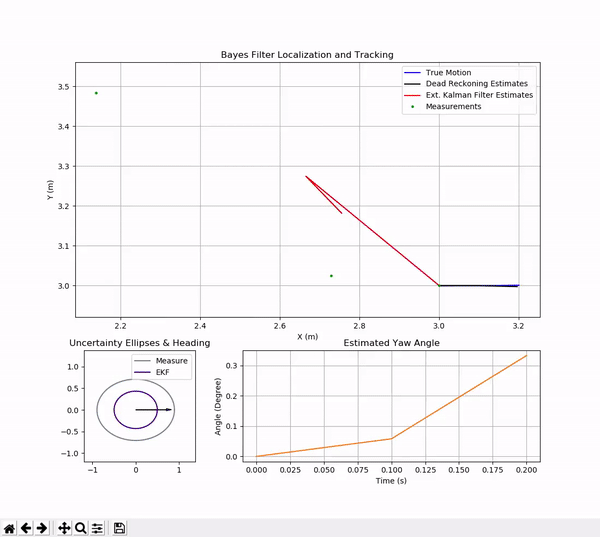 Bayes Filter Localization and Tracking
True Motion
Dead Reckoning Estimates
Ext. Kalman Filter Estimates
Measurements
3.5
3.4
3.3
3.2
3.1
3.0
Y (m)
2.2 2.4 2.6 2.8 3.0 3.2
X (m)
Uncertainty Ellipses & Heading
Measure
EKF
1.0
0.5
0.0
−0.5
−1.0
−1 0 1
Estimated Yaw Angle
0.3
0.2
0.1
0.0
Angle (Degree)
0.000 0.025 0.050 0.075 0.100 0.125 0.150 0.175 0.200
Time (s)